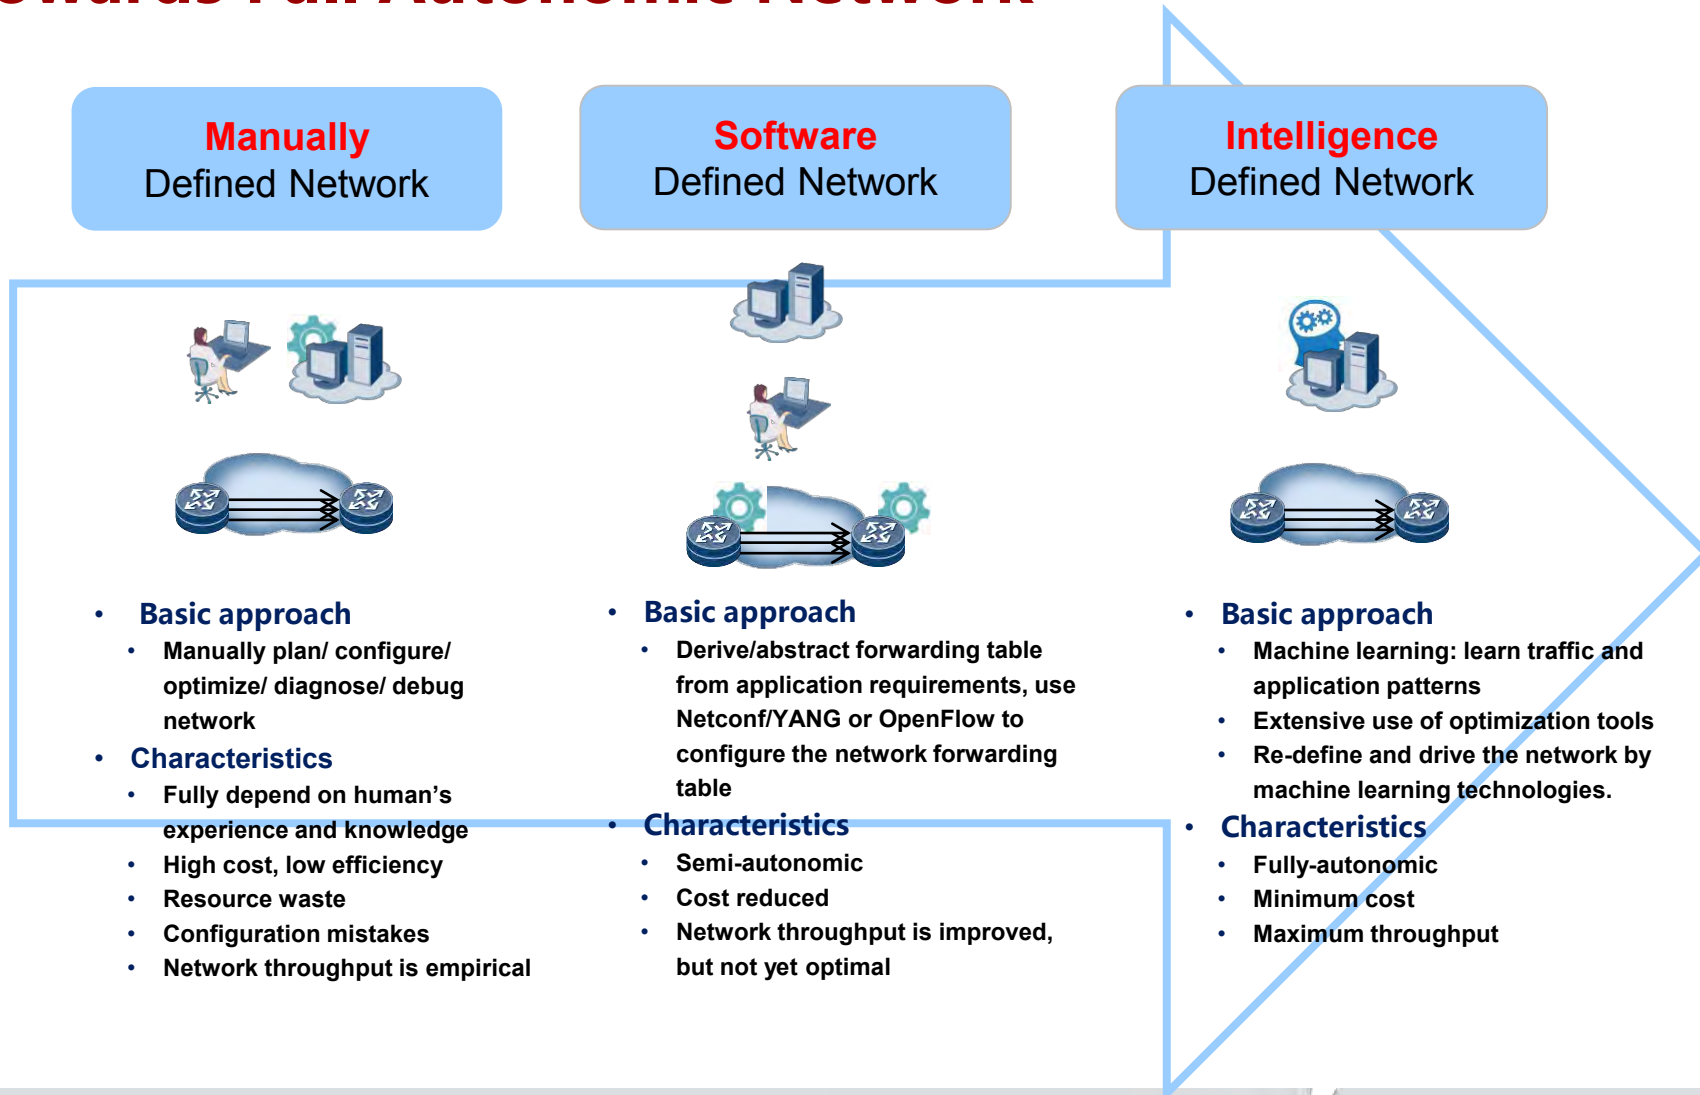 Autonomic Network
Manually
Defined Network
Software
Defined Network
Intelligence
Defined Network
• Basic approach
• Manually plan/ configure/
optimize/ diagnose/ debug
network
• Characteristics
• Fully depend on human’s
experience and knowledge
• High cost, low efficiency
• Resource waste
• Configuration mistakes
• Network throughput is empirical
• Basic approach
• Derive/abstract forwarding table
from application requirements, use
Netconf/YANG or OpenFlow to
configure the network forwarding
table
• Characteristics
• Semi-autonomic
• Cost reduced
• Network throughput is improved,
but not yet optimal
• Basic approach
• Machine learning: learn traffic and
application patterns
• Extensive use of optimization tools
• Re-define and drive the network by
machine learning technologies.
• Characteristics
• Fully-autonomic
• Minimum cost
• Maximum throughput